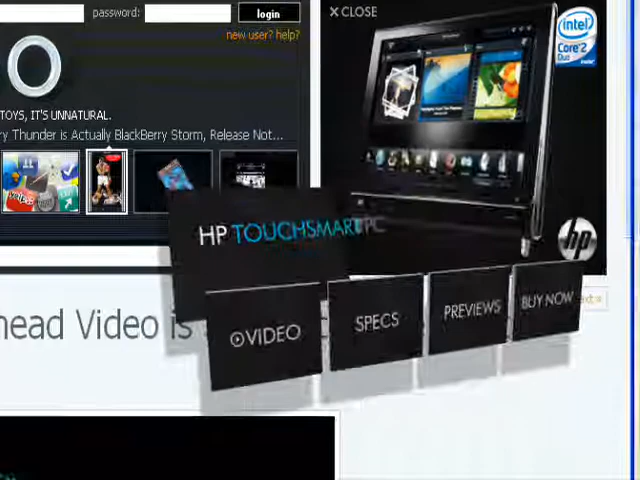 password:
login
new user? help?
TOYS, IT'S UNNATURAL.
ry Thunder is Actually BlackBerry Storm, Release Not...
X CLOSE
intel
Core 2
Duo
hp
HP TOUCHSMART PC
VIDEO
SPECS
PREVIEWS
BUY NOW
head Video is